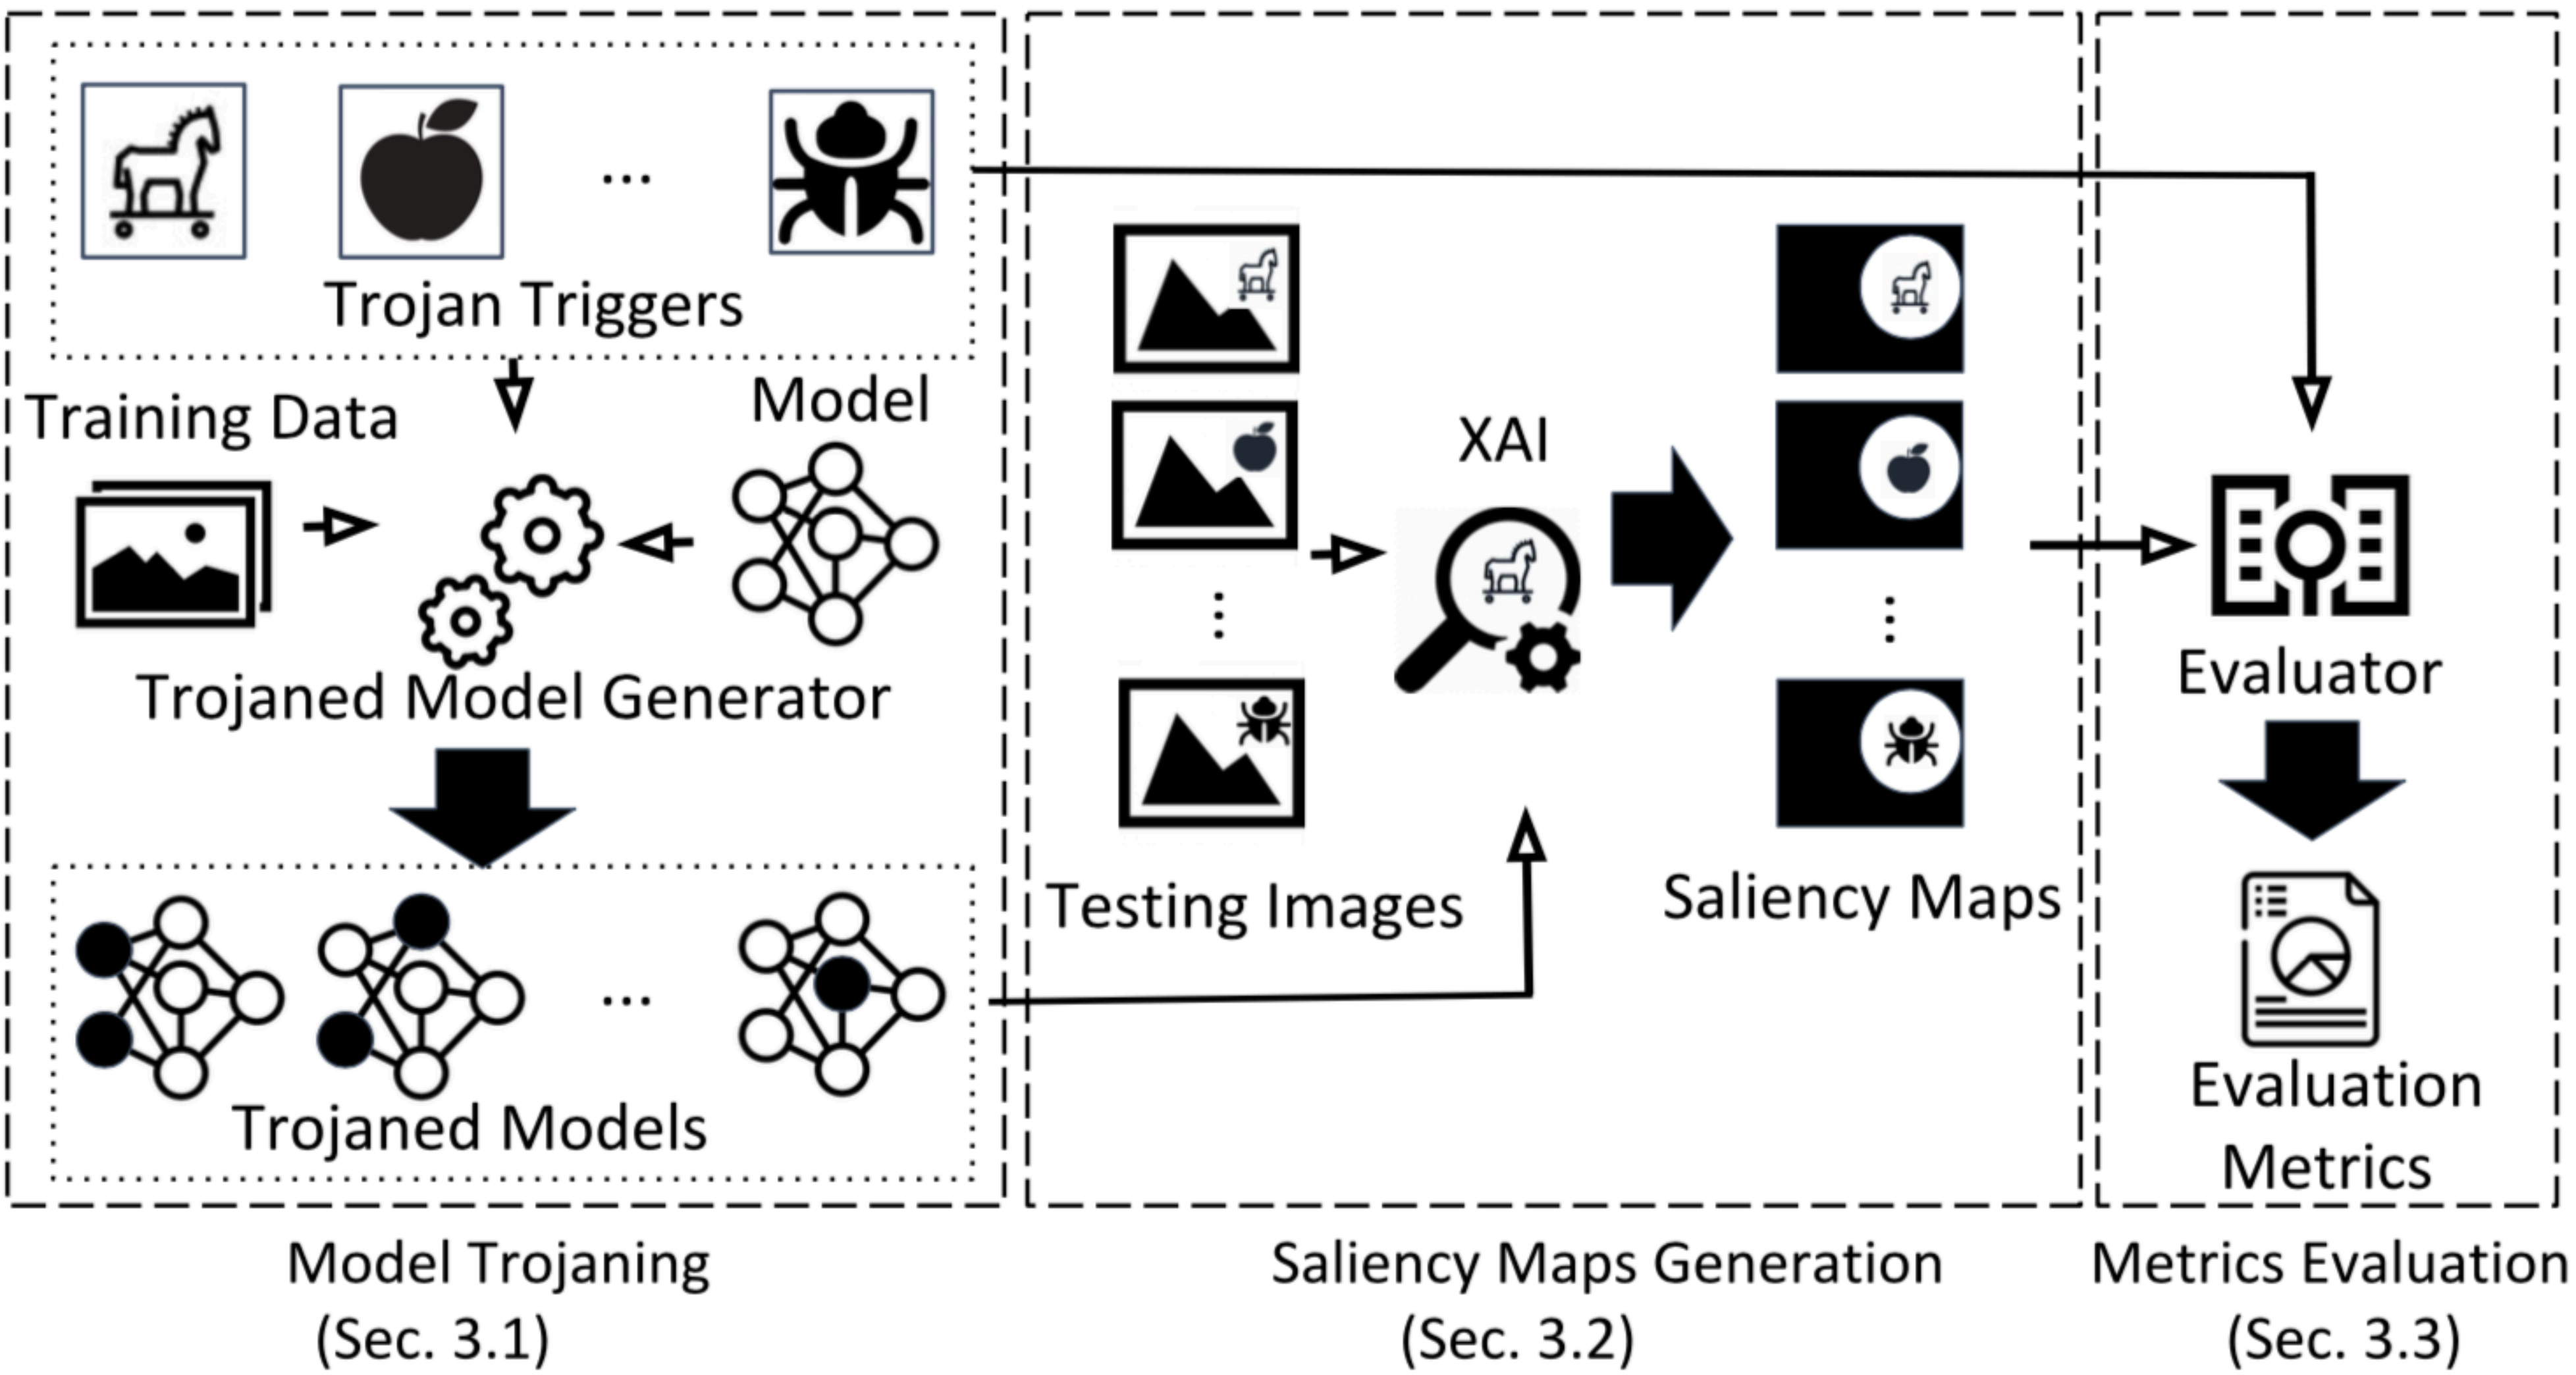 Trojan Triggers
Training Data
Model
Trojaned Model Generator
Trojaned Models
XAI
Testing Images
Saliency Maps
Evaluator
Evaluation
Metrics
Model Trojaning
(Sec. 3.1)
Saliency Maps Generation
(Sec. 3.2)
Metrics Evaluation
(Sec. 3.3)